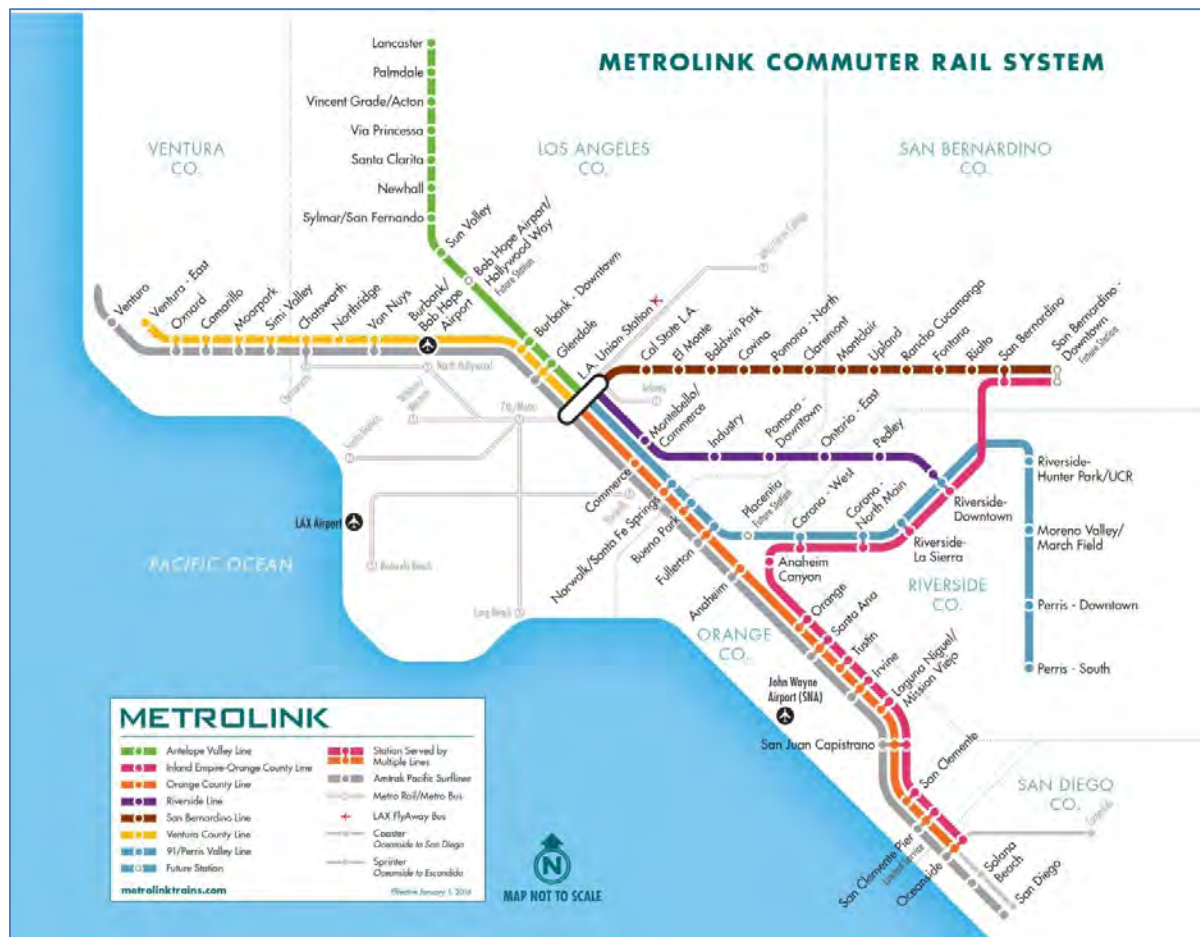 METROLINK COMMUTER RAIL SYSTEM
VENTURA
CO.
LOS ANGELES
CO.
SAN BERNARDINO
CO.
Lancaster
Palmdale
Vincent Grade/Acton
Via Princessa
Santa Clarita
Newhall
Sylmar/San Fernando
Sun Valley
Bob Hope Airport/
Hollywood Way
Future Station
Burbank - Downtown
Glendale
L.A. Union Station
Ventura
Ventura - East
Oxnard
Camarillo
Moorpark
Simi Valley
Chatsworth
Northridge
Van Nuys
Burbank/
Bob Hope
Airport
Cal State L.A.
El Monte
Baldwin Park
Covina
Pomona - North
Claremont
Montclair
Upland
Rancho Cucamonga
Fontana
Rialto
San Bernardino
San Bernardino -
Downtown
Future Station
North Hollywood
7th/Metro
Montebello/
Commerce
Industry
Pomona -
Downtown
Ontario - East
Pedley
Riverside-
Hunter Park/UCR
Moreno Valley/
March Field
Perris - Downtown
Perris - South
Riverside-
Downtown
Riverside-
La Sierra
Corona -
North Main
Corona - West
Placentia
Future Station
Anaheim
Canyon
Commerce
Norwalk/Santa Fe Springs
Buena Park
Fullerton
Anaheim
Orange
Santa Ana
Tustin
Irvine
Laguna Niguel/
Mission Viejo
San Juan Capistrano
San Clemente
San Clemente Pier
Limited Service
Oceanside
Solana
Beach
San Diego
LAX Airport
Redondo Beach
Long Beach
PACIFIC OCEAN
ORANGE
CO.
RIVERSIDE
CO.
SAN DIEGO
CO.
John Wayne
Airport (SNA)
METROLINK
Antelope Valley Line
Inland Empire-Orange County Line
Orange County Line
Riverside Line
San Bernardino Line
Ventura County Line
91/Perris Valley Line
Future Station
Station Served by
Multiple Lines
Amtrak Pacific Surfliner
Metro Rail/Metro Bus
LAX FlyAway Bus
Coaster
Oceanside to San Diego
Sprinter
Oceanside to Escondido
metrolinktrains.com
Effective January 1, 2016
N
MAP NOT TO SCALE